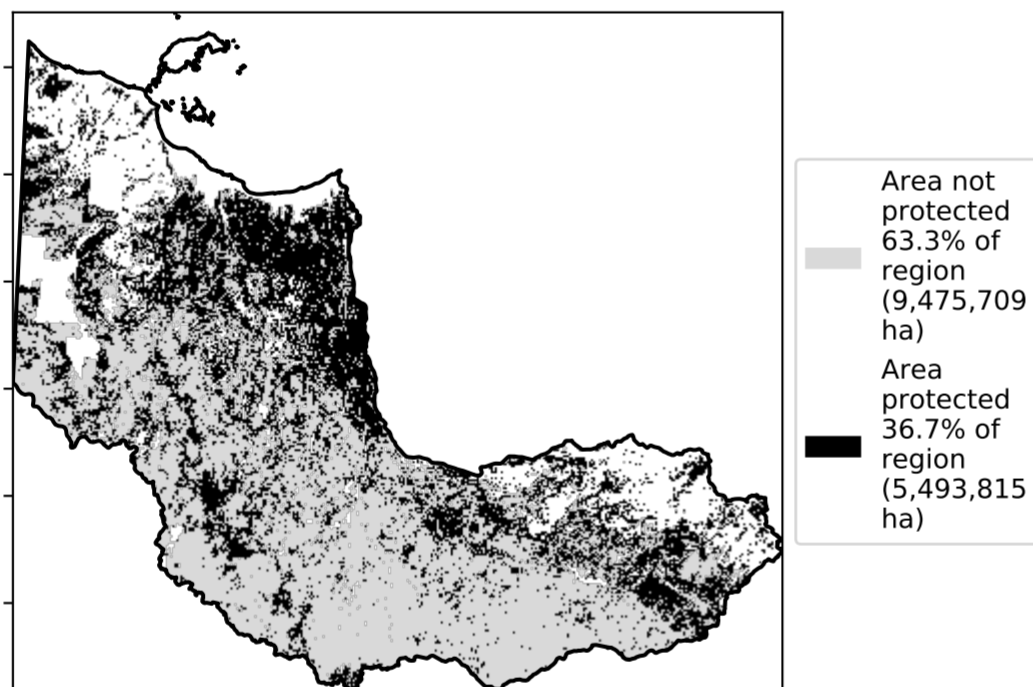 Area not
protected
63.3% of
region
(9,475,709
ha)
Area
protected
36.7% of
region
(5,493,815
ha)